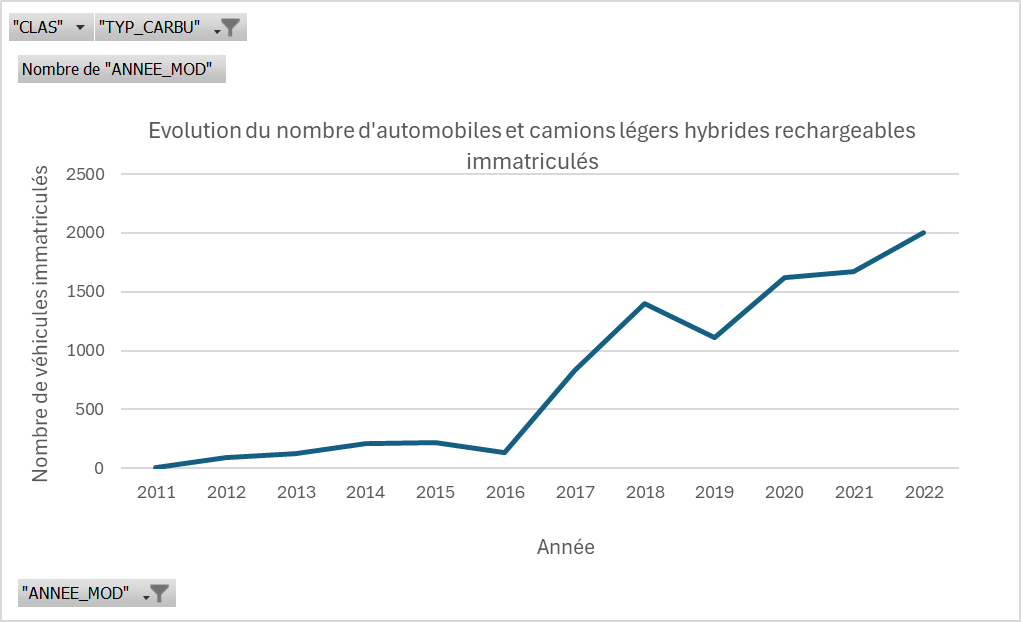 "CLAS" "TYP_CARBU"
Nombre de "ANNEE_MOD"
Evolution du nombre d'automobiles et camions légers hybrides rechargeables
immatriculés
Nombre de véhicules immatriculés
2500
2000
1500
1000
500
0
2011 2012 2013 2014 2015 2016 2017 2018 2019 2020 2021 2022
Année
"ANNEE_MOD"